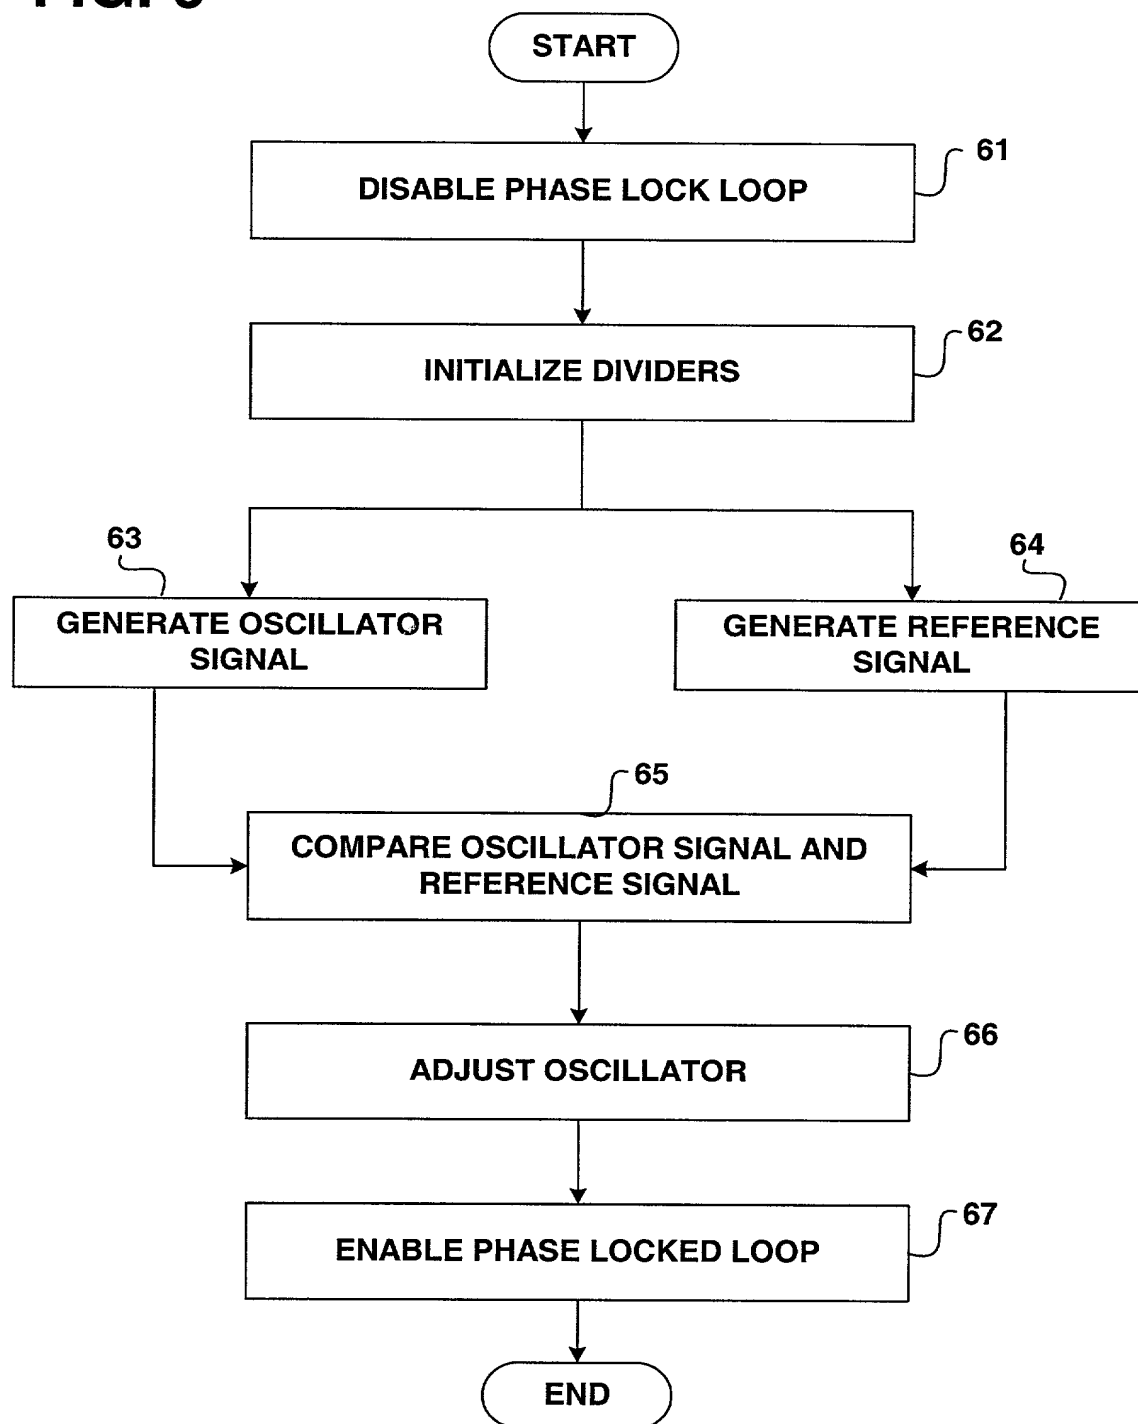 START
61
DISABLE PHASE LOCK LOOP
62
INITIALIZE DIVIDERS
63
64
GENERATE OSCILLATOR
SIGNAL
GENERATE REFERENCE
SIGNAL
65
COMPARE OSCILLATOR SIGNAL AND
REFERENCE SIGNAL
66
ADJUST OSCILLATOR
67
ENABLE PHASE LOCKED LOOP
END